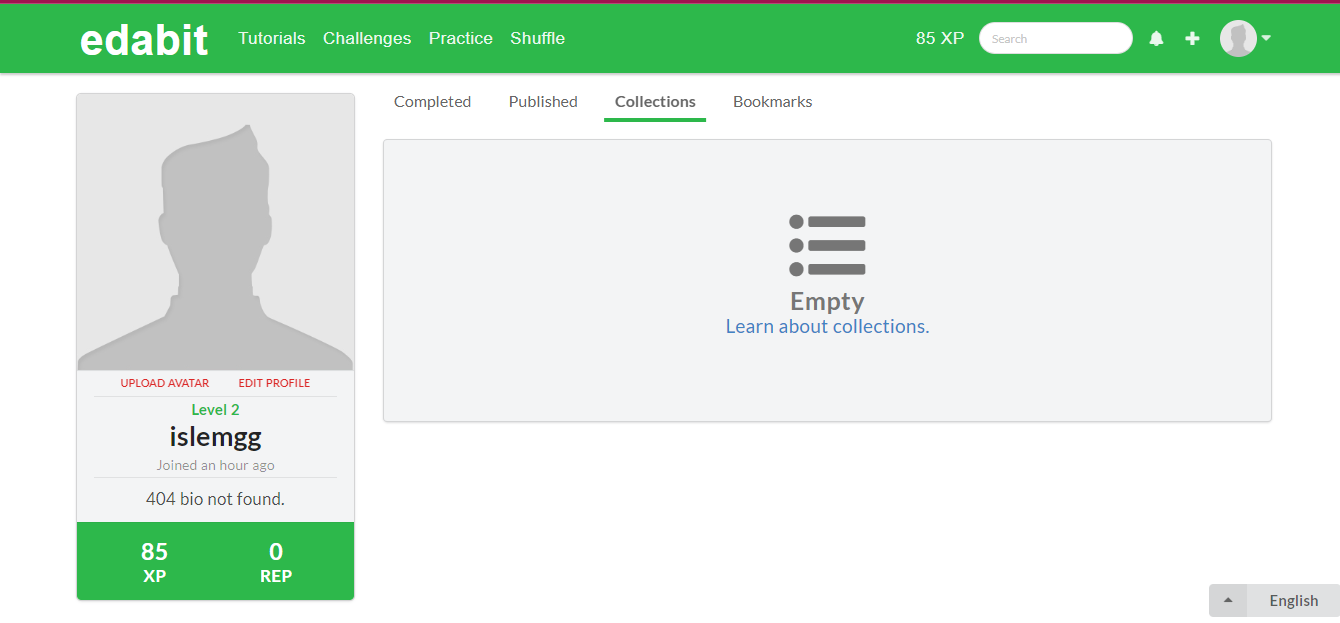 edabit Tutorials Challenges Practice Shuffle 85 XP Search
Completed Published Collections Bookmarks
Empty
Learn about collections.
UPLOAD AVATAR EDIT PROFILE
Level 2
islemgg
Joined an hour ago
404 bio not found.
85 0
XP REP
English